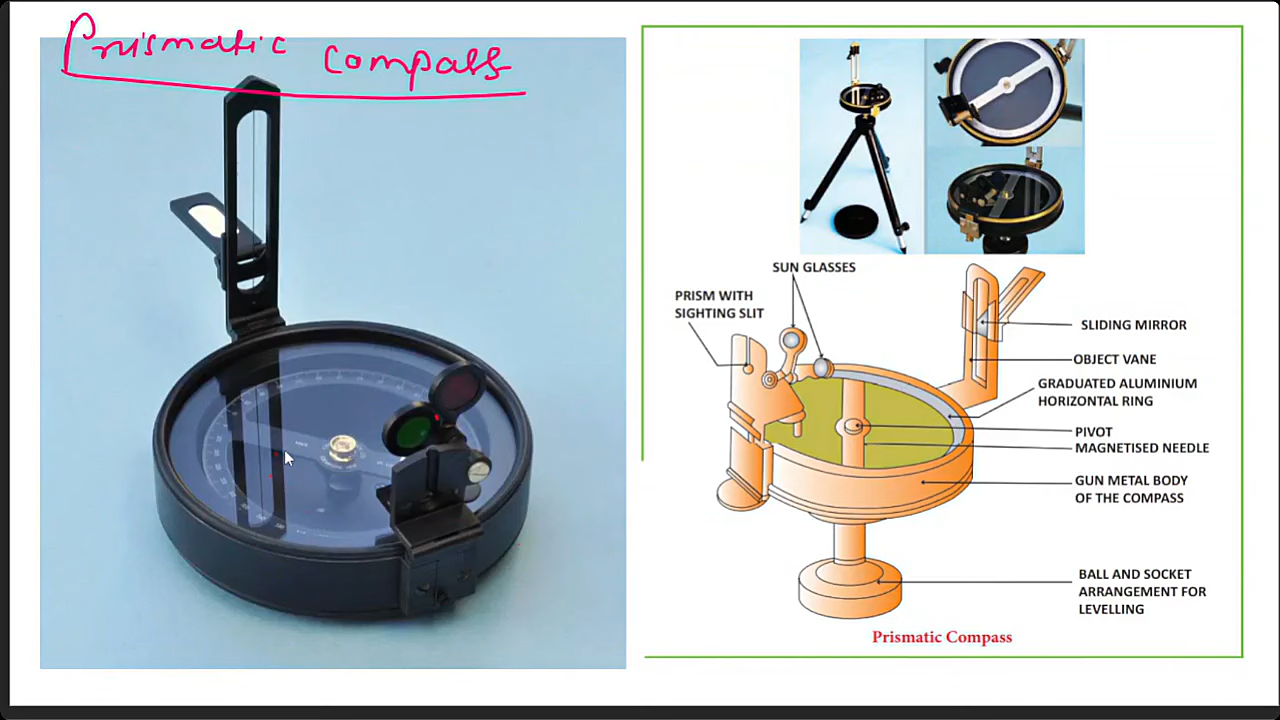 Prismatic Compass
SUN GLASSES
PRISM WITH
SIGHTING SLIT
SLIDING MIRROR
OBJECT VANE
GRADUATED ALUMINIUM
HORIZONTAL RING
PIVOT
MAGNETISED NEEDLE
GUN METAL BODY
OF THE COMPASS
BALL AND SOCKET
ARRANGEMENT FOR
LEVELLING
Prismatic Compass